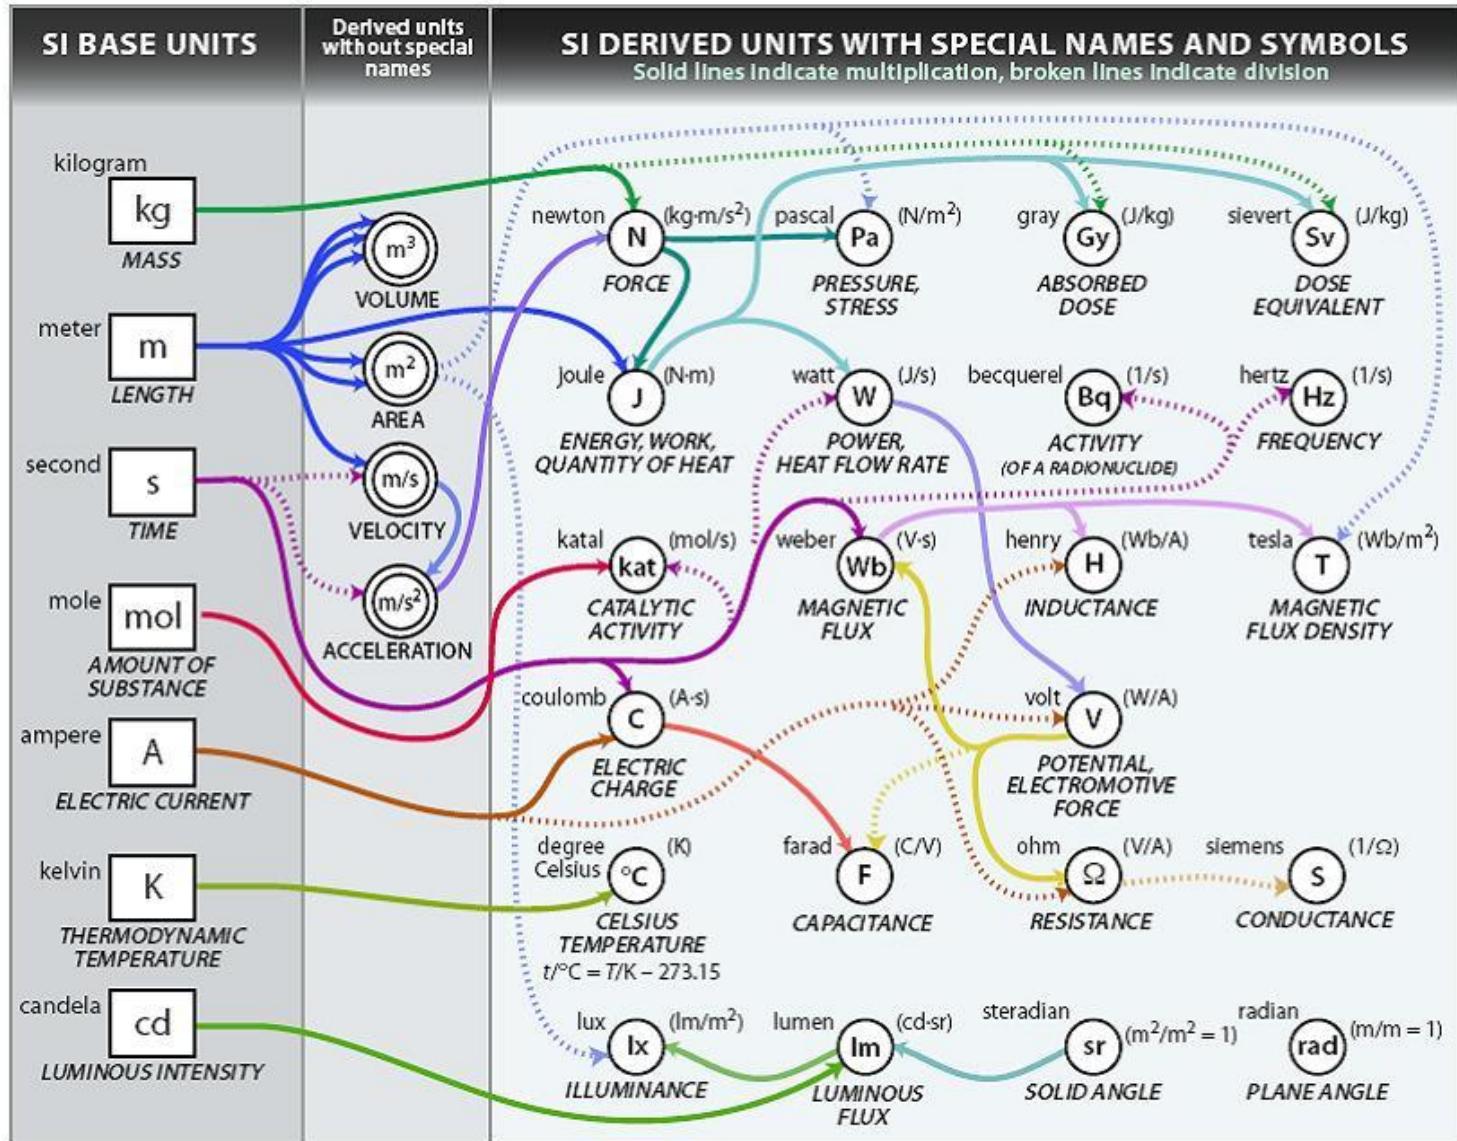 SI BASE UNITS
Derived units
without special
names
SI DERIVED UNITS WITH SPECIAL NAMES AND SYMBOLS
Solid lines indicate multiplication, broken lines indicate division
kilogram
kg
MASS
meter
m
LENGTH
second
s
TIME
mole
mol
AMOUNT OF
SUBSTANCE
ampere
A
ELECTRIC CURRENT
kelvin
K
THERMODYNAMIC
TEMPERATURE
candela
cd
LUMINOUS INTENSITY
m³
VOLUME
m²
AREA
m/s
VELOCITY
m/s²
ACCELERATION
newton
N
(kg·m/s²)
FORCE
pascal
Pa
(N/m²)
PRESSURE,
STRESS
gray
Gy
(J/kg)
ABSORBED
DOSE
sievert
Sv
(J/kg)
DOSE
EQUIVALENT
joule
J
(N·m)
ENERGY, WORK,
QUANTITY OF HEAT
watt
W
(J/s)
POWER,
HEAT FLOW RATE
becquerel
Bq
(1/s)
ACTIVITY
(OF A RADIONUCLIDE)
hertz
Hz
(1/s)
FREQUENCY
katal
kat
(mol/s)
CATALYTIC
ACTIVITY
weber
Wb
(V·s)
MAGNETIC
FLUX
henry
H
(Wb/A)
INDUCTANCE
tesla
T
(Wb/m²)
MAGNETIC
FLUX DENSITY
coulomb
C
(A·s)
ELECTRIC
CHARGE
volt
V
(W/A)
POTENTIAL,
ELECTROMOTIVE
FORCE
degree
Celsius
°C
(K)
CELSIUS
TEMPERATURE
t/°C = T/K – 273.15
farad
F
(C/V)
CAPACITANCE
ohm
Ω
(V/A)
RESISTANCE
siemens
S
(1/Ω)
CONDUCTANCE
lux
lx
(lm/m²)
ILLUMINANCE
lumen
lm
(cd·sr)
LUMINOUS
FLUX
steradian
sr
(m²/m² = 1)
SOLID ANGLE
radian
rad
(m/m = 1)
PLANE ANGLE